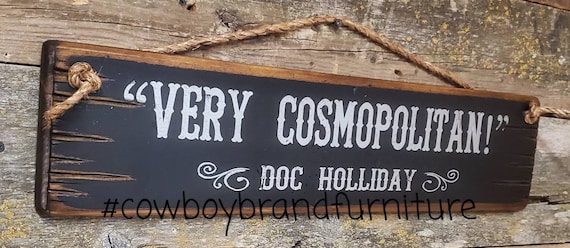 “VERY COSMOPOLITAN!”
DOC HOLLIDAY
#cowboybrandfurniture